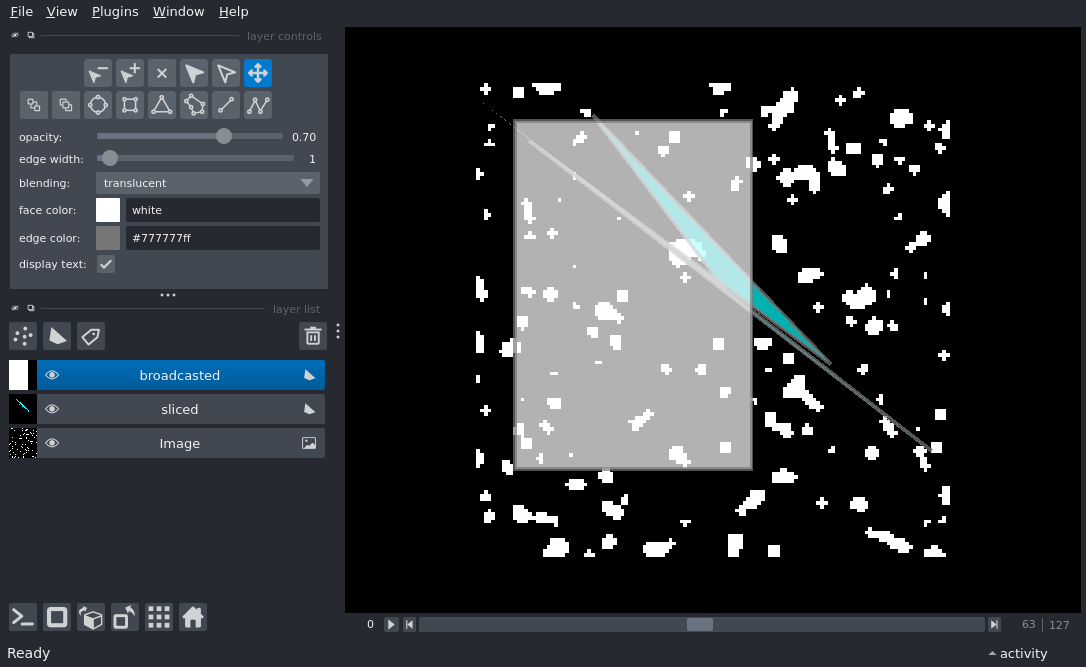 File View Plugins Window Help
layer controls
opacity: 0.70
edge width: 1
blending: translucent
face color: white
edge color: #777777ff
display text:
layer list
broadcasted
sliced
Image
0 63 127
Ready activity